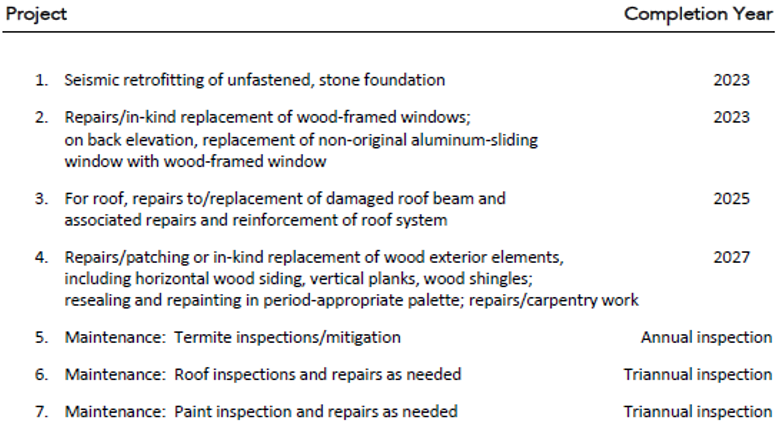 Project Completion Year
1. Seismic retrofitting of unfastened, stone foundation 2023
2. Repairs/in-kind replacement of wood-framed windows; 2023
on back elevation, replacement of non-original aluminum-sliding
window with wood-framed window
3. For roof, repairs to/replacement of damaged roof beam and 2025
associated repairs and reinforcement of roof system
4. Repairs/patching or in-kind replacement of wood exterior elements, 2027
including horizontal wood siding, vertical planks, wood shingles;
resealing and repainting in period-appropriate palette; repairs/carpentry work
5. Maintenance: Termite inspections/mitigation Annual inspection
6. Maintenance: Roof inspections and repairs as needed Triannual inspection
7. Maintenance: Paint inspection and repairs as needed Triannual inspection